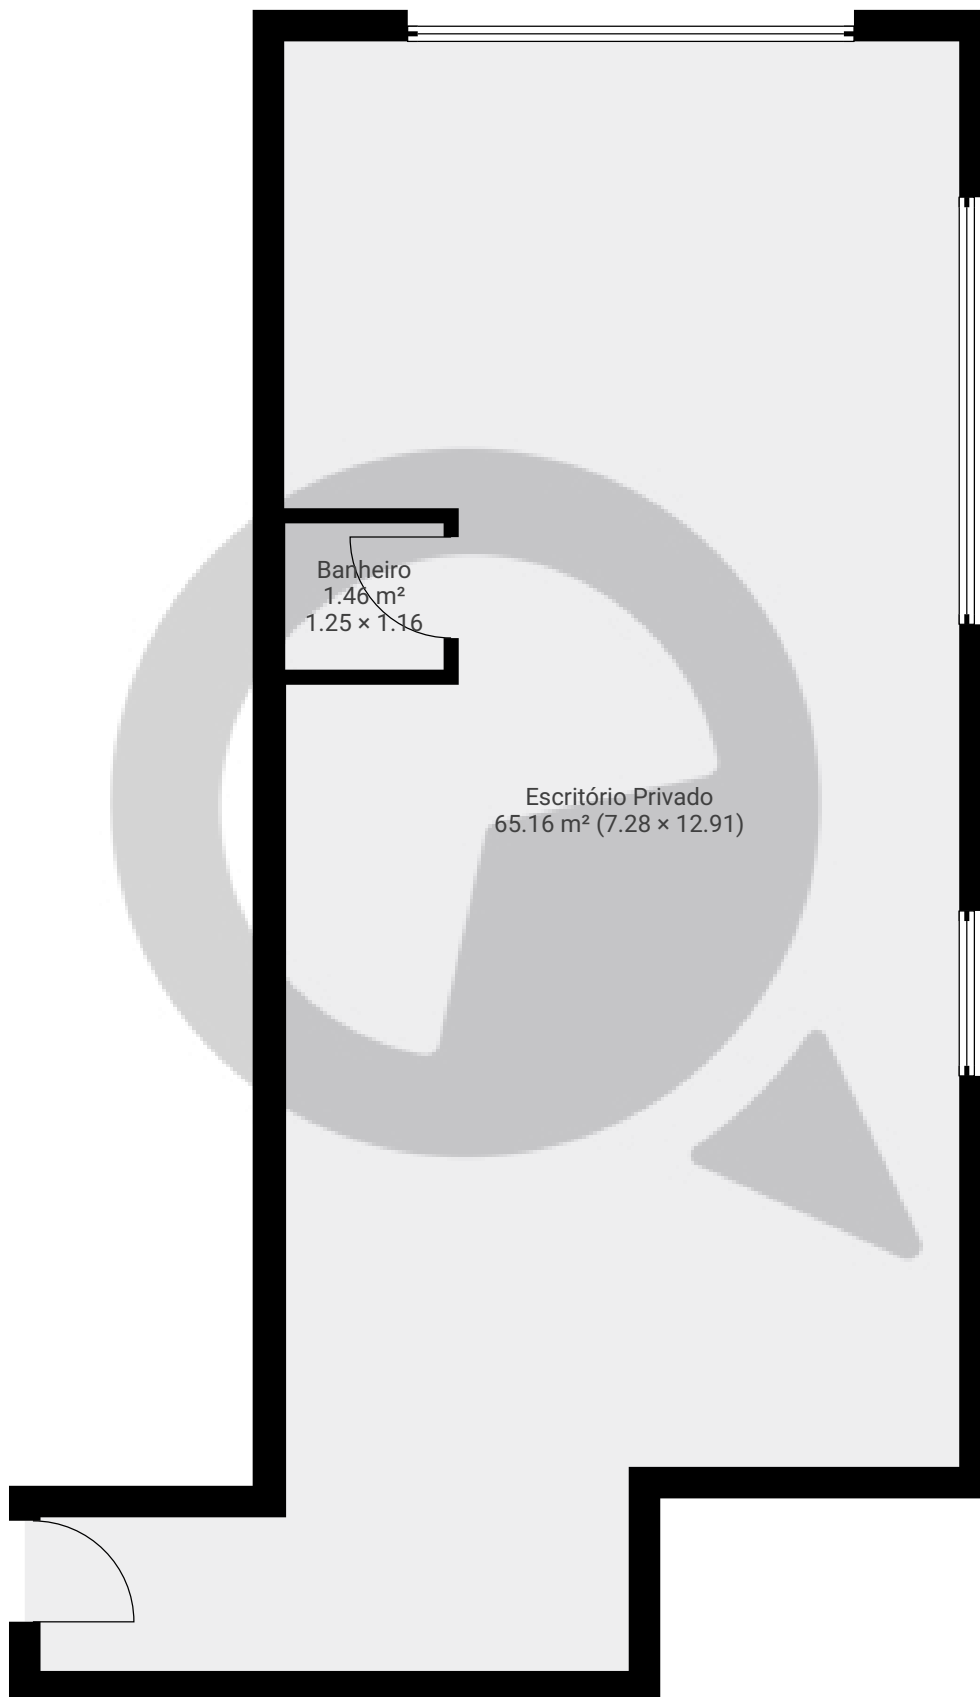 Banheiro
1.46 m²
1.25 × 1.16
Escritório Privado
65.16 m² (7.28 × 12.91)